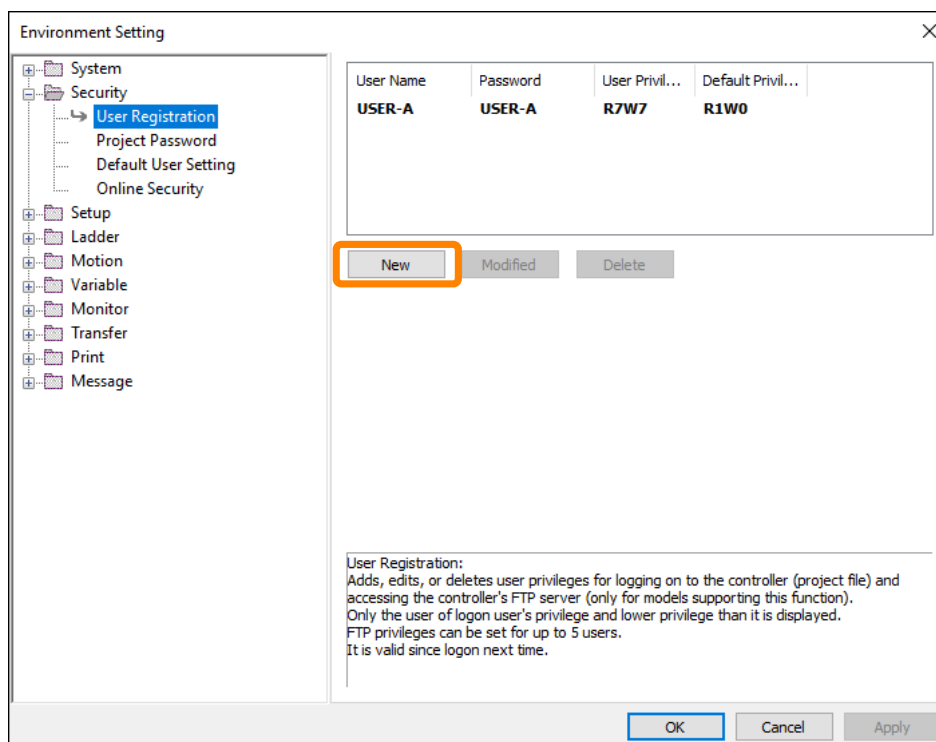 Environment Setting
System
Security
User Registration
Project Password
Default User Setting
Online Security
Setup
Ladder
Motion
Variable
Monitor
Transfer
Print
Message
User Name Password User Privil... Default Privil...
USER-A USER-A R7W7 R1W0
New Modified Delete
User Registration:
Adds, edits, or deletes user privileges for logging on to the controller (project file) and
accessing the controller's FTP server (only for models supporting this function).
Only the user of logon user's privilege and lower privilege than it is displayed.
FTP privileges can be set for up to 5 users.
It is valid since logon next time.
OK Cancel Apply